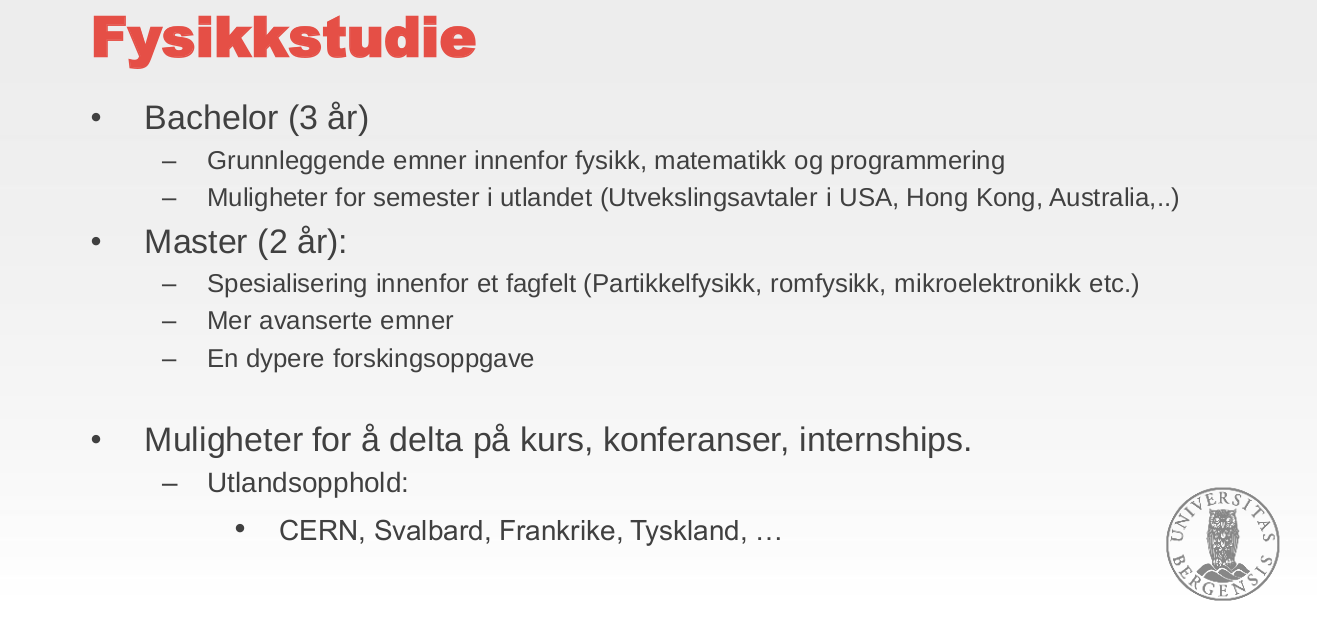 Fysikkstudie
• Bachelor (3 år)
– Grunnleggende emner innenfor fysikk, matematikk og programmering
– Muligheter for semester i utlandet (Utvekslingsavtaler i USA, Hong Kong, Australia,..)
• Master (2 år):
– Spesialisering innenfor et fagfelt (Partikkelfysikk, romfysikk, mikroelektronikk etc.)
– Mer avanserte emner
– En dypere forskingsoppgave
• Muligheter for å delta på kurs, konferanser, internships.
– Utlandsopphold:
• CERN, Svalbard, Frankrike, Tyskland, …
UNIVERSITAS
BERGENSIS